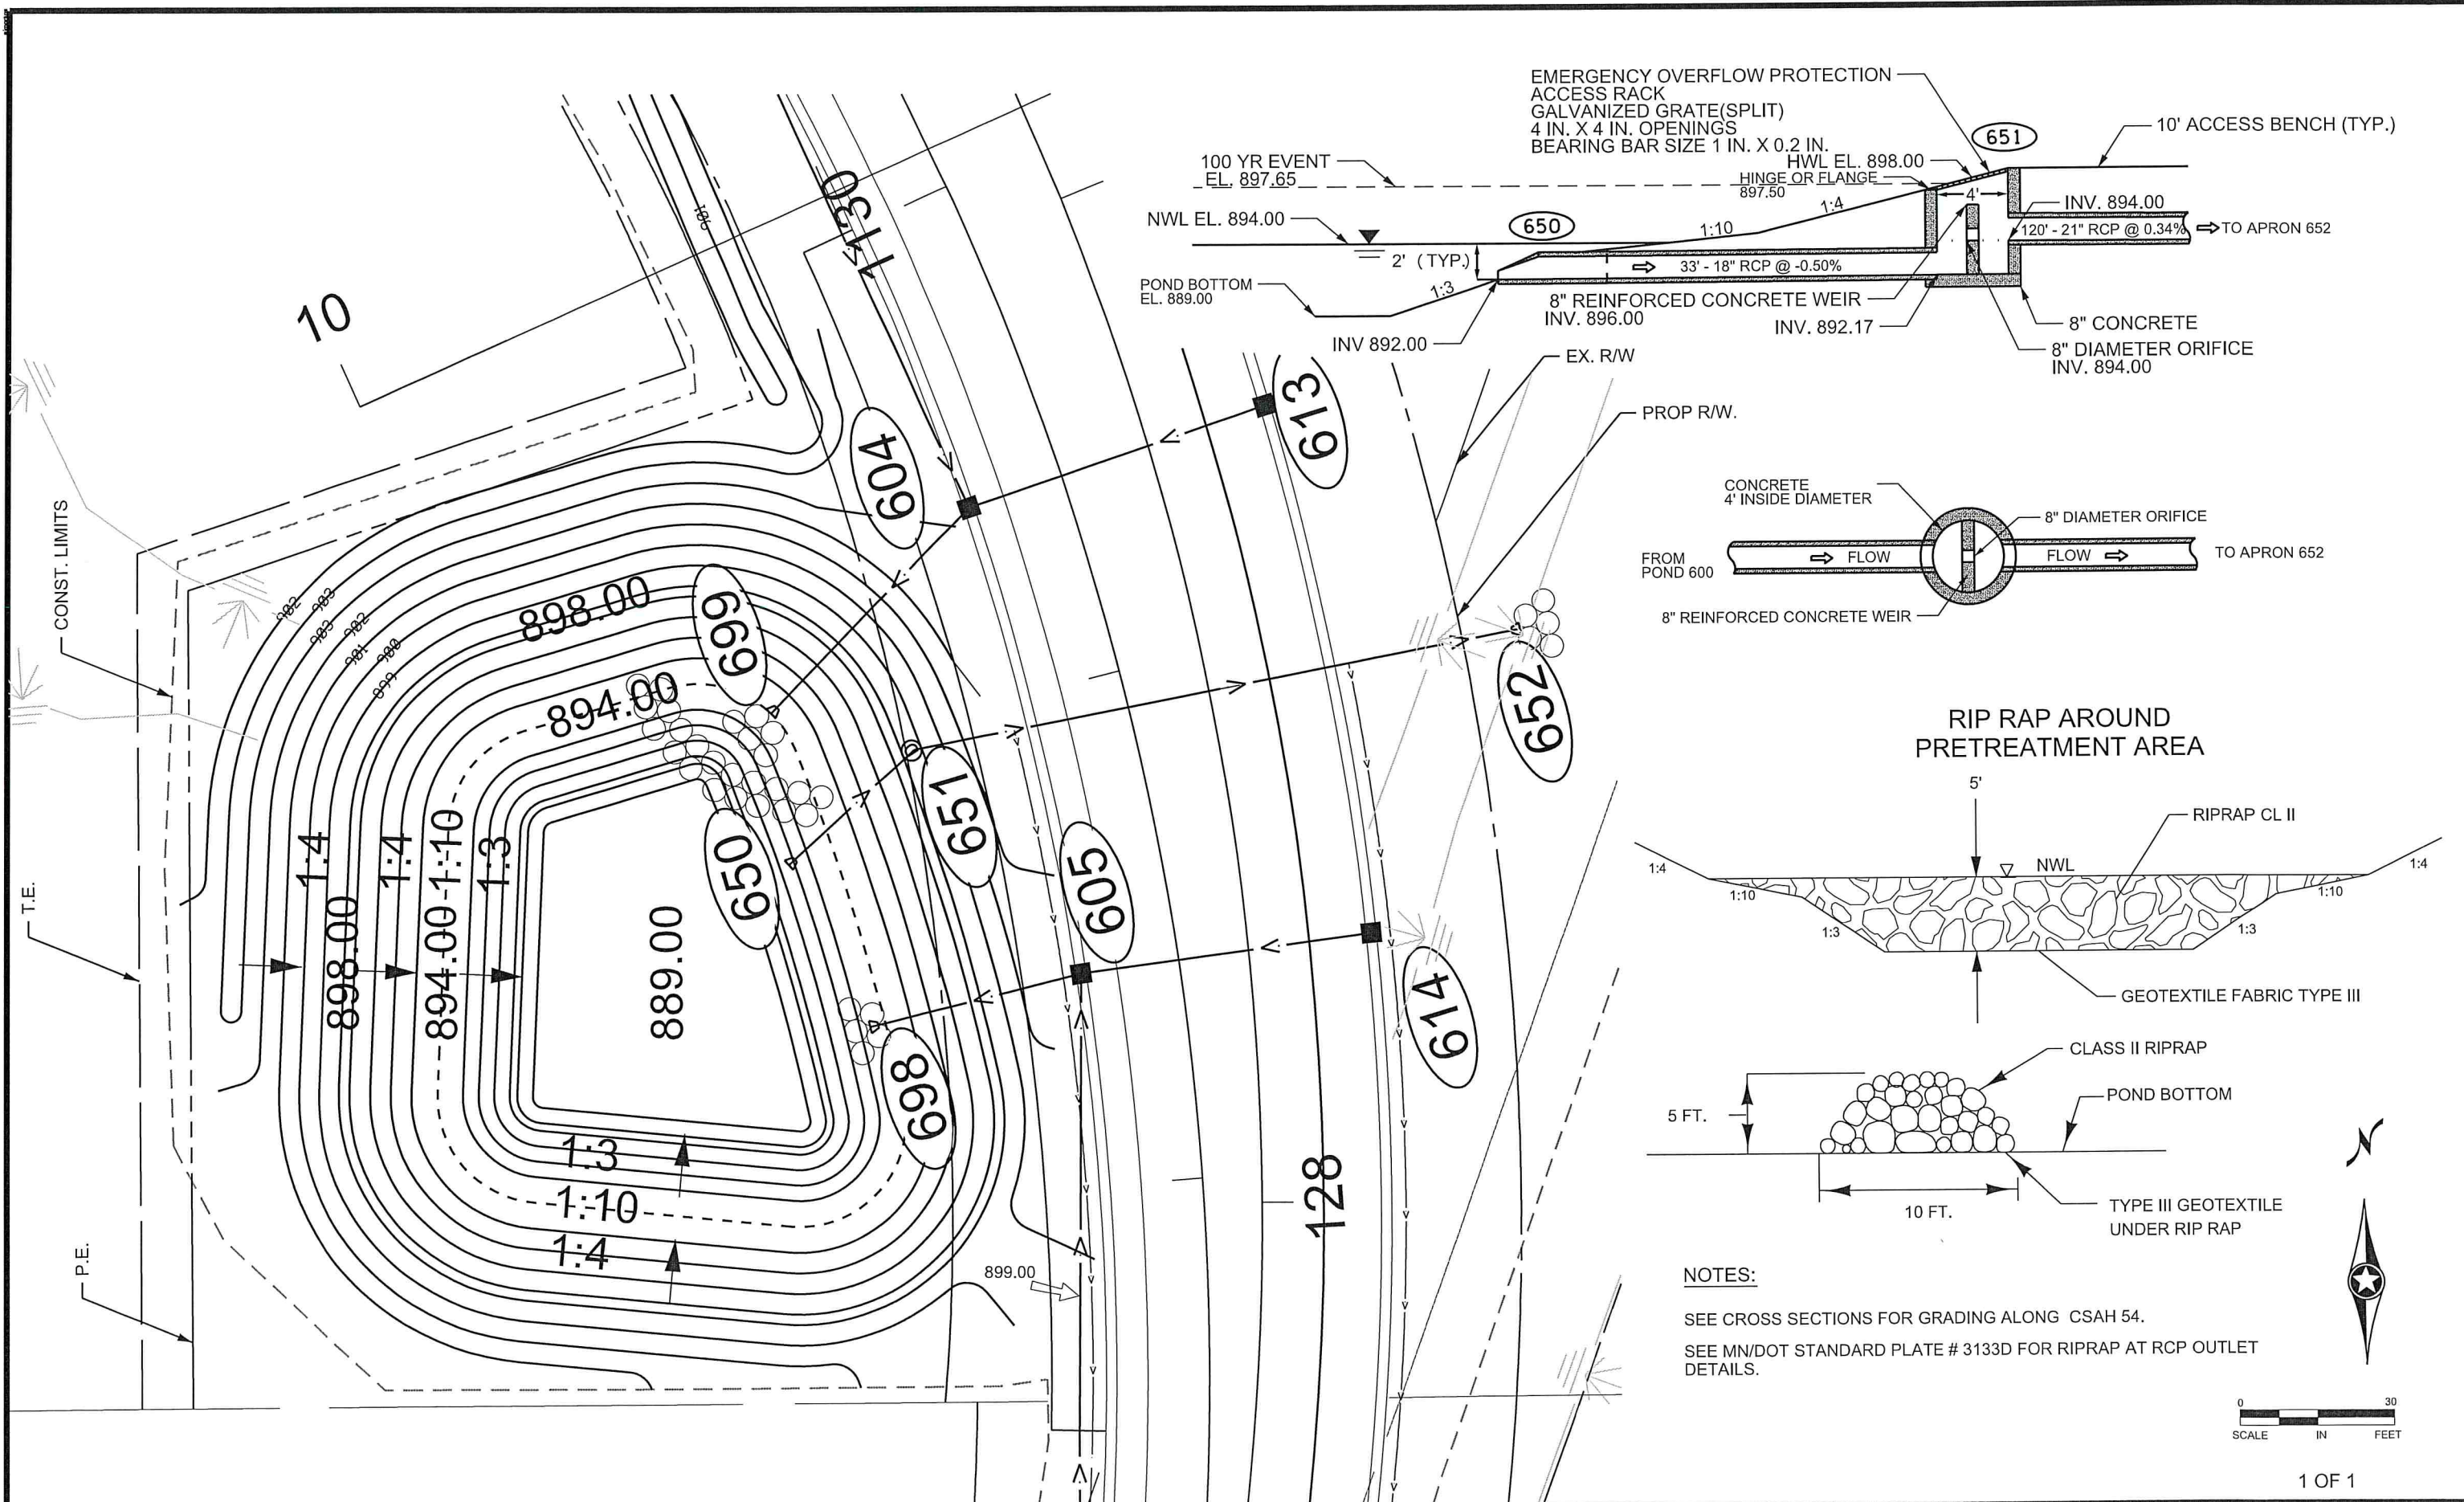 EMERGENCY OVERFLOW PROTECTION
ACCESS RACK
GALVANIZED GRATE(SPLIT)
4 IN. X 4 IN. OPENINGS
BEARING BAR SIZE 1 IN. X 0.2 IN.
651
10' ACCESS BENCH (TYP.)
100 YR EVENT
EL. 897.65
HWL EL. 898.00
HINGE OR FLANGE
897.50
4'
INV. 894.00
NWL EL. 894.00
650
1:10
1:4
120' - 21" RCP @ 0.34%
TO APRON 652
2' (TYP.)
33' - 18" RCP @ -0.50%
POND BOTTOM
EL. 889.00
1:3
8" REINFORCED CONCRETE WEIR
INV. 896.00
INV. 892.17
8" CONCRETE
8" DIAMETER ORIFICE
INV. 894.00
INV 892.00
EX. R/W
PROP R/W.
CONCRETE
4' INSIDE DIAMETER
8" DIAMETER ORIFICE
FROM
POND 600
FLOW
FLOW
TO APRON 652
8" REINFORCED CONCRETE WEIR
RIP RAP AROUND
PRETREATMENT AREA
5'
RIPRAP CL II
NWL
1:4
1:4
1:10
1:10
1:3
1:3
GEOTEXTILE FABRIC TYPE III
CLASS II RIPRAP
5 FT.
POND BOTTOM
10 FT.
TYPE III GEOTEXTILE
UNDER RIP RAP
NOTES:
SEE CROSS SECTIONS FOR GRADING ALONG CSAH 54.
SEE MN/DOT STANDARD PLATE # 3133D FOR RIPRAP AT RCP OUTLET
DETAILS.
N
0 30
SCALE IN FEET
1 OF 1
10
1130
901
604
613
CONST. LIMITS
T.E.
P.E.
902
903
903
902
901
900
899
898.00
699
894.00
652
651
650
605
614
698
1:4
1:4
1:10
1:3
898.00
894.00
889.00
1:3
1:10
1:4
899.00
128